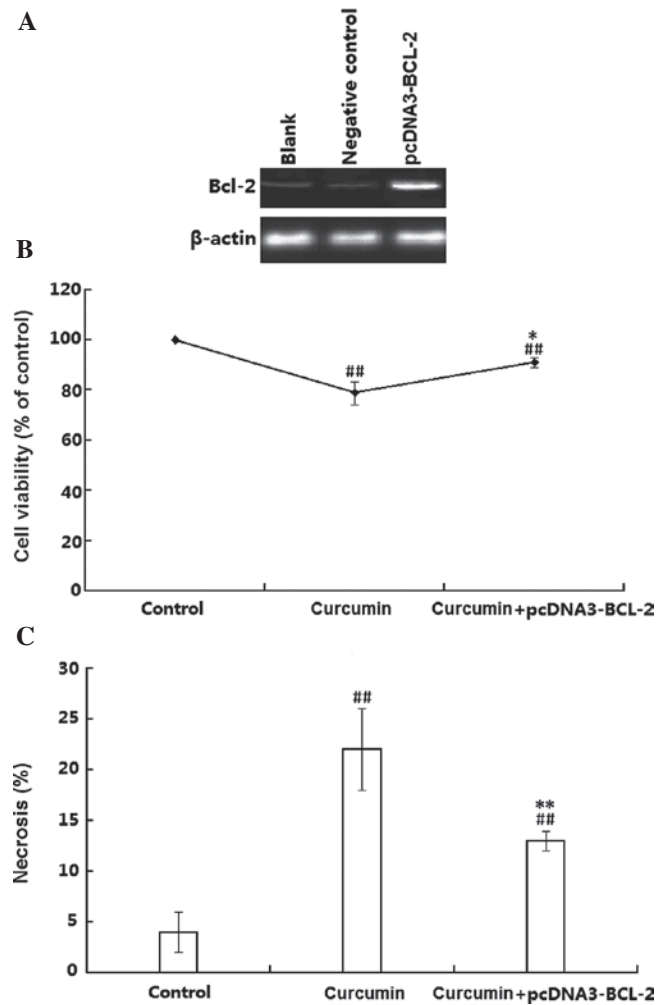 A
Blank
Negative control
pcDNA3-BCL-2
Bcl-2
β-actin
B
Cell viability (% of control)
120
100
80
60
40
20
0
##
*
##
Control
Curcumin
Curcumin+pcDNA3-BCL-2
C
Necrosis (%)
30
25
20
15
10
5
0
##
**
##
Control
Curcumin
Curcumin+pcDNA3-BCL-2